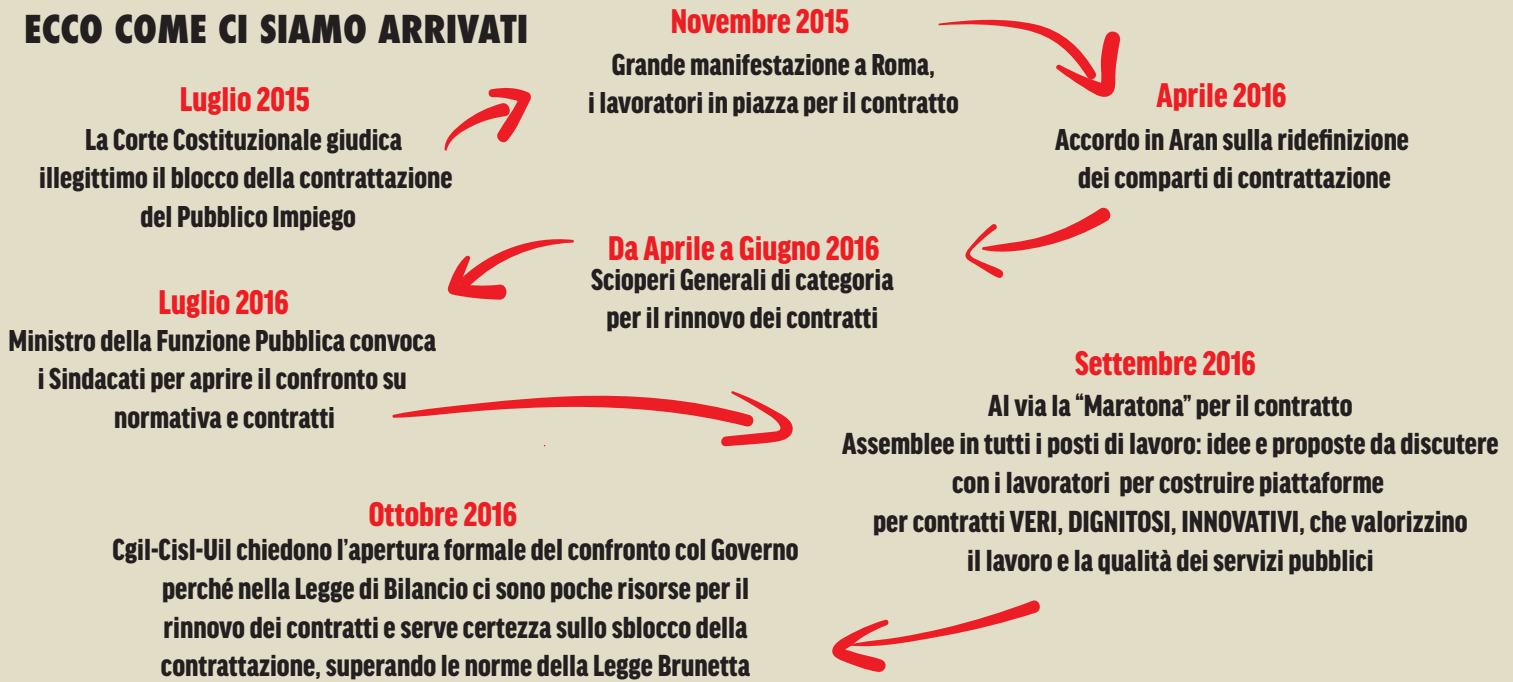 ECCO COME CI SIAMO ARRIVATI
Luglio 2015
La Corte Costituzionale giudica
illegittimo il blocco della contrattazione
del Pubblico Impiego
Novembre 2015
Grande manifestazione a Roma,
i lavoratori in piazza per il contratto
Aprile 2016
Accordo in Aran sulla ridefinizione
dei comparti di contrattazione
Da Aprile a Giugno 2016
Scioperi Generali di categoria
per il rinnovo dei contratti
Luglio 2016
Ministro della Funzione Pubblica convoca
i Sindacati per aprire il confronto su
normativa e contratti
Settembre 2016
Al via la “Maratona” per il contratto
Assemblee in tutti i posti di lavoro: idee e proposte da discutere
con i lavoratori per costruire piattaforme
per contratti VERI, DIGNITOSI, INNOVATIVI, che valorizzino
il lavoro e la qualità dei servizi pubblici
Ottobre 2016
Cgil-Cisl-Uil chiedono l’apertura formale del confronto col Governo
perché nella Legge di Bilancio ci sono poche risorse per il
rinnovo dei contratti e serve certezza sullo sblocco della
contrattazione, superando le norme della Legge Brunetta